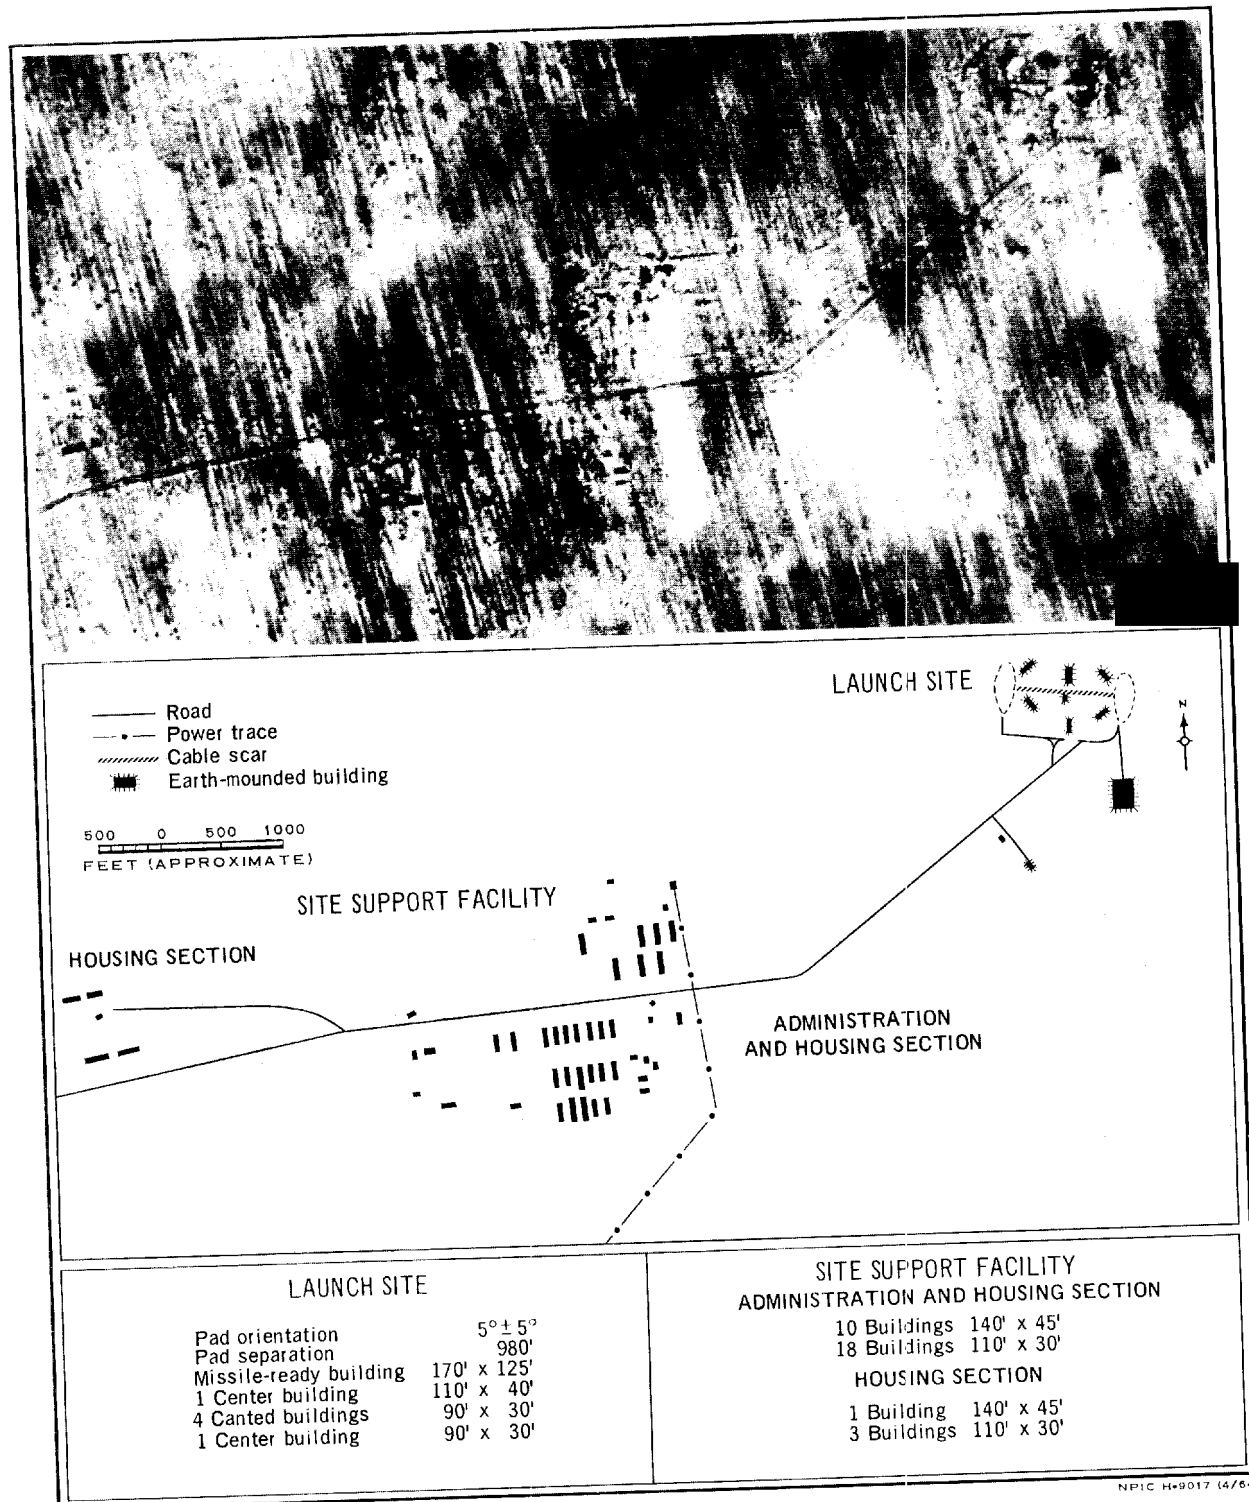 LAUNCH SITE
N
Road
Power trace
Cable scar
Earth-mounded building
500 0 500 1000
FEET (APPROXIMATE)
SITE SUPPORT FACILITY
HOUSING SECTION
ADMINISTRATION
AND HOUSING SECTION
LAUNCH SITE
Pad orientation 5° ± 5°
Pad separation 980'
Missile-ready building 170' x 125'
1 Center building 110' x 40'
4 Canted buildings 90' x 30'
1 Center building 90' x 30'
SITE SUPPORT FACILITY
ADMINISTRATION AND HOUSING SECTION
10 Buildings 140' x 45'
18 Buildings 110' x 30'
HOUSING SECTION
1 Building 140' x 45'
3 Buildings 110' x 30'
NPIC H-9017